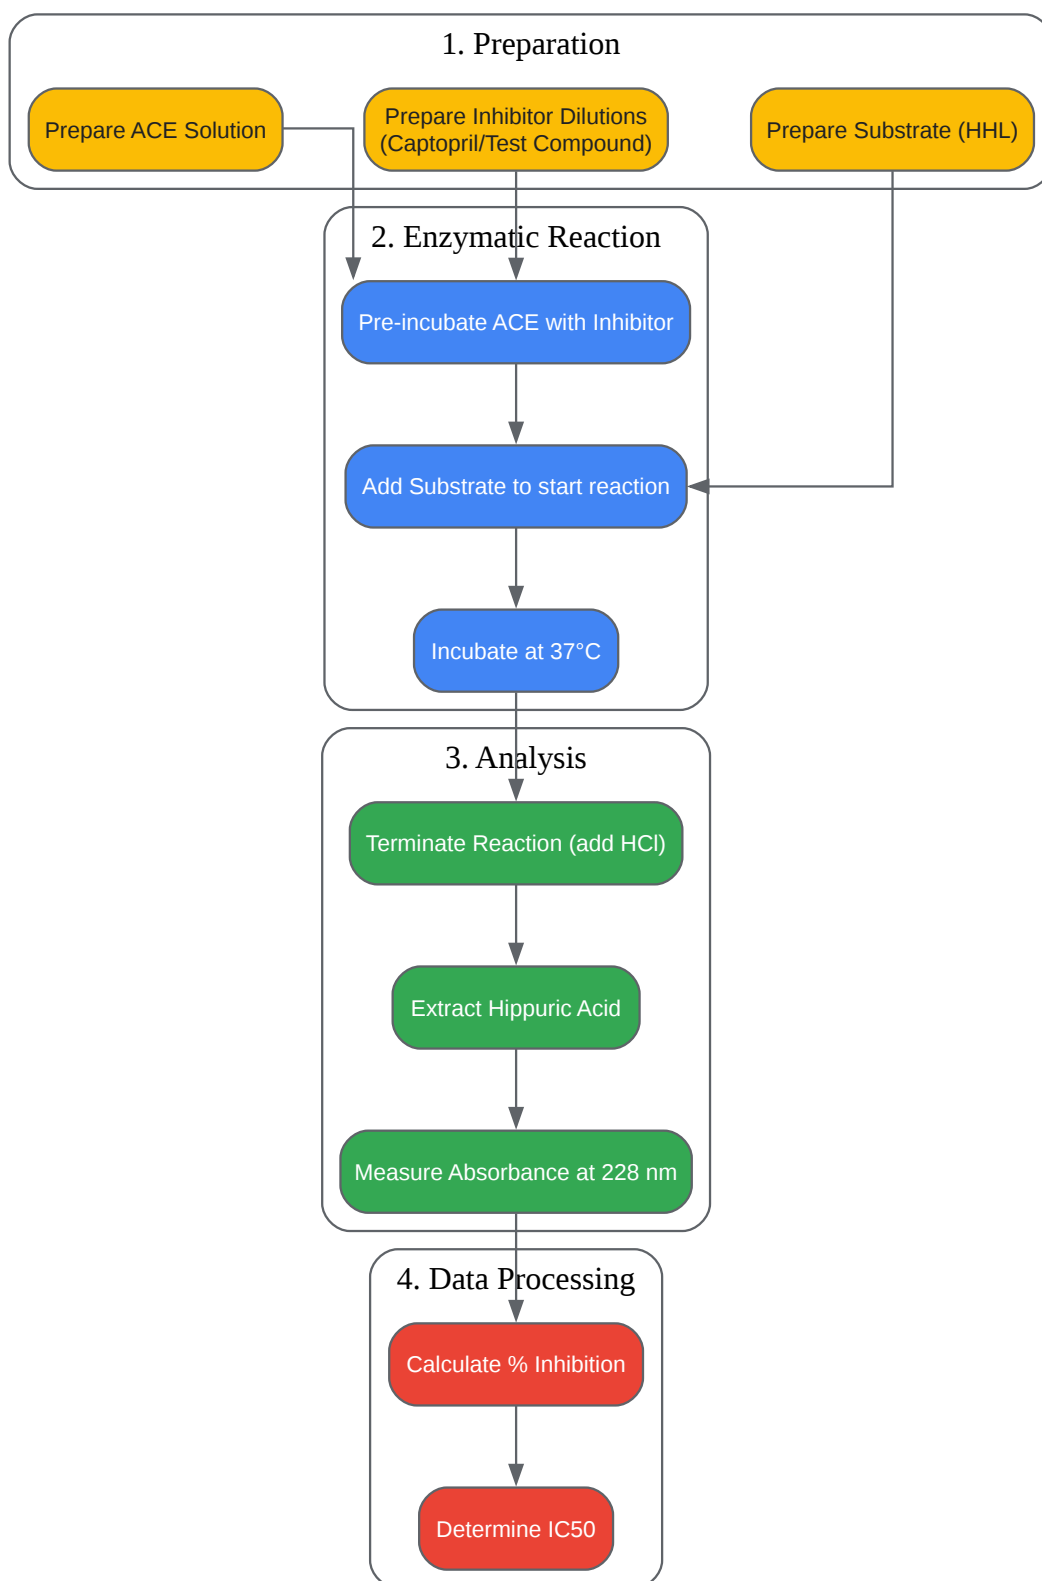 1. Preparation
Prepare ACE Solution
Prepare Inhibitor Dilutions
(Captopril/Test Compound)
Prepare Substrate (HHL)
2. Enzymatic Reaction
Pre-incubate ACE with Inhibitor
Add Substrate to start reaction
Incubate at 37°C
3. Analysis
Terminate Reaction (add HCl)
Extract Hippuric Acid
Measure Absorbance at 228 nm
4. Data Processing
Calculate % Inhibition
Determine IC50